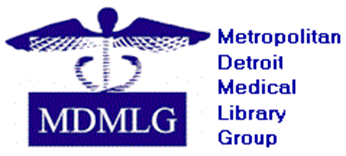 MDMLG
Metropolitan
Detroit
Medical
Library
Group